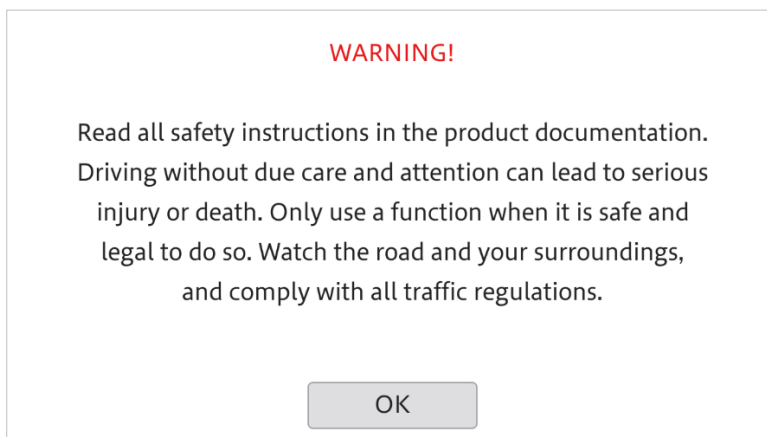 WARNING!
Read all safety instructions in the product documentation.
Driving without due care and attention can lead to serious
injury or death. Only use a function when it is safe and
legal to do so. Watch the road and your surroundings,
and comply with all traffic regulations.
OK